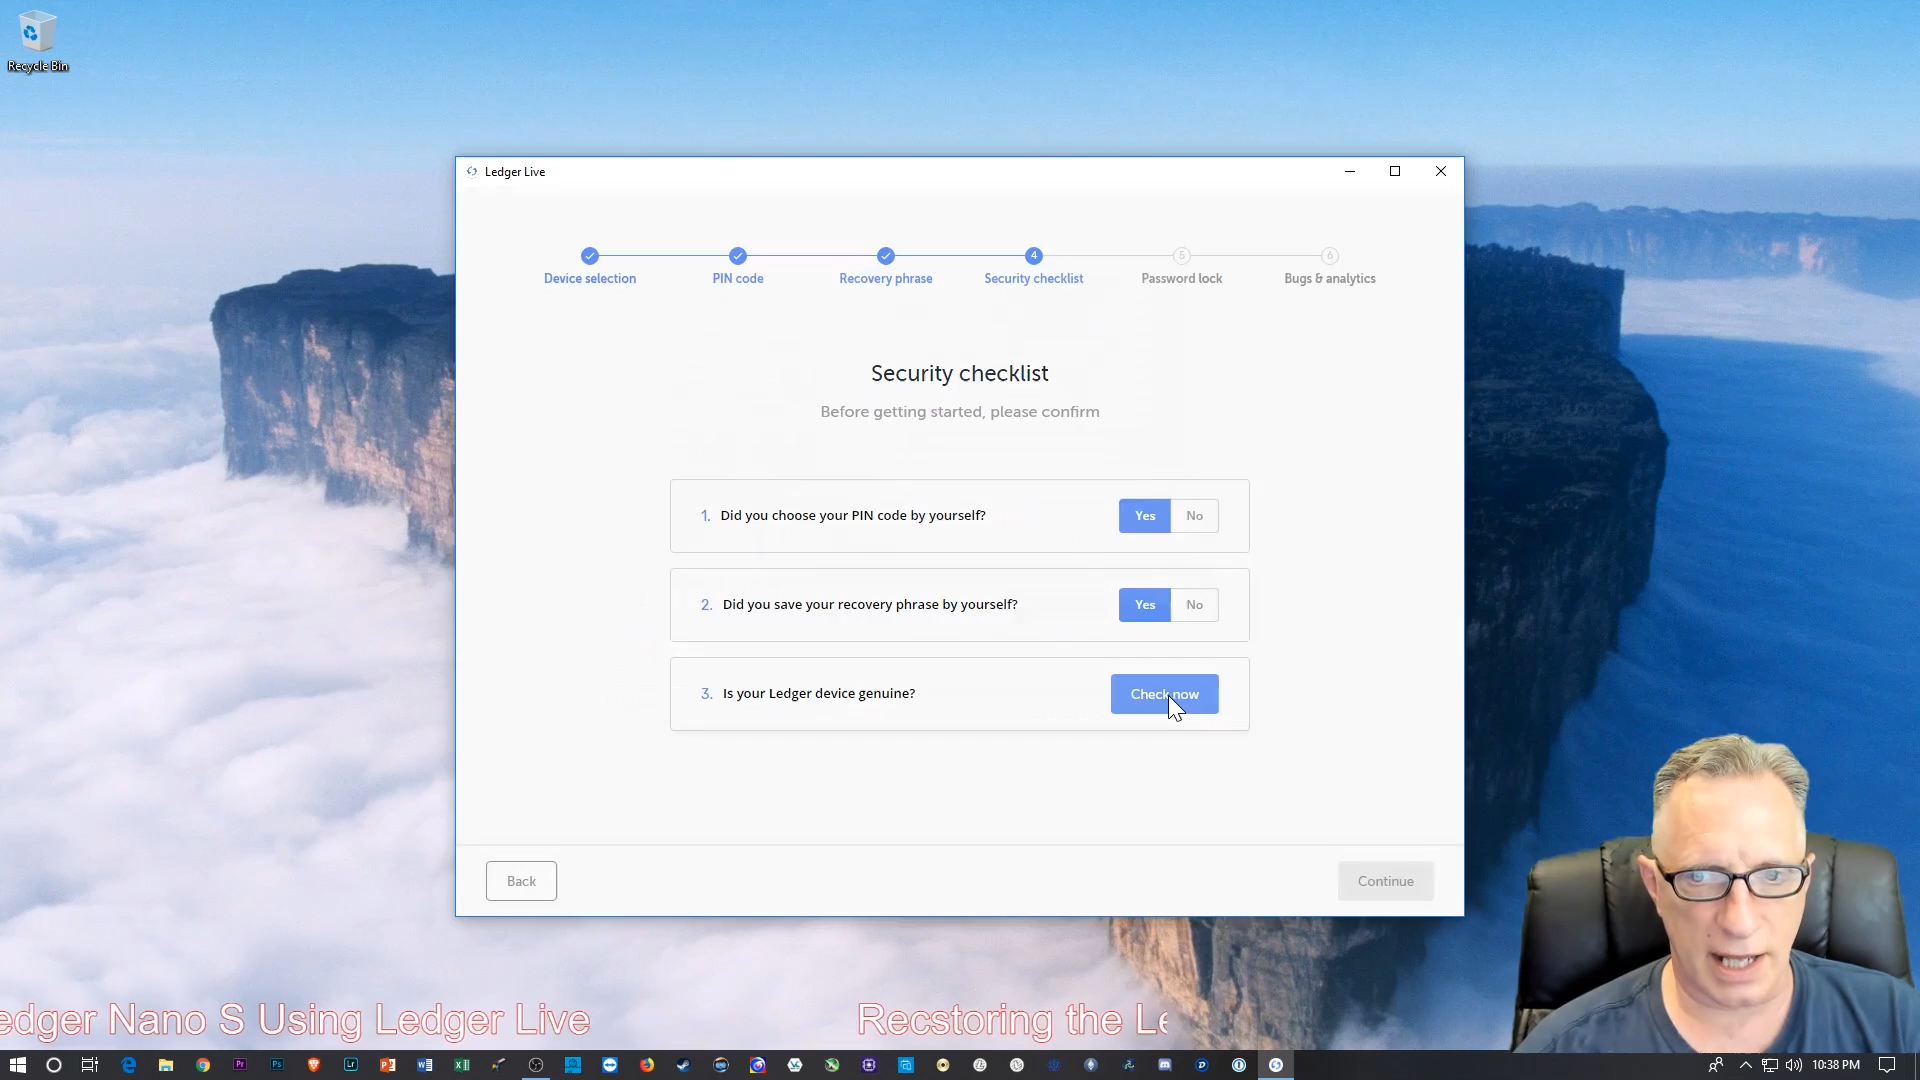 Recycle Bin
Ledger Live
4
5
6
Device selection
PIN code
Recovery phrase
Security checklist
Password lock
Bugs & analytics
Security checklist
Before getting started, please confirm
1. Did you choose your PIN code by yourself?
Yes
No
2. Did you save your recovery phrase by yourself?
Yes
No
3. Is your Ledger device genuine?
Check now
Back
Continue
edger Nano S Using Ledger Live
Recstoring the Le
10:38 PM